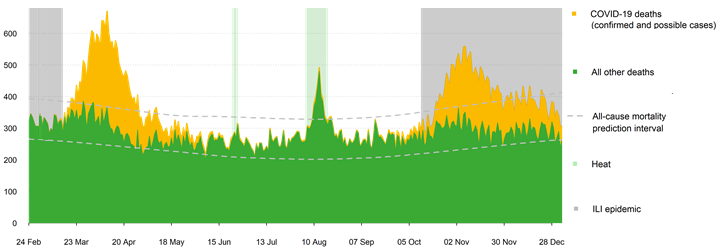 COVID-19 deaths
(confirmed and possible cases)
All other deaths
All-cause mortality
prediction interval
Heat
ILI epidemic
600
500
400
300
200
100
0
24 Feb 23 Mar 20 Apr 18 May 15 Jun 13 Jul 10 Aug 07 Sep 05 Oct 02 Nov 30 Nov 28 Dec